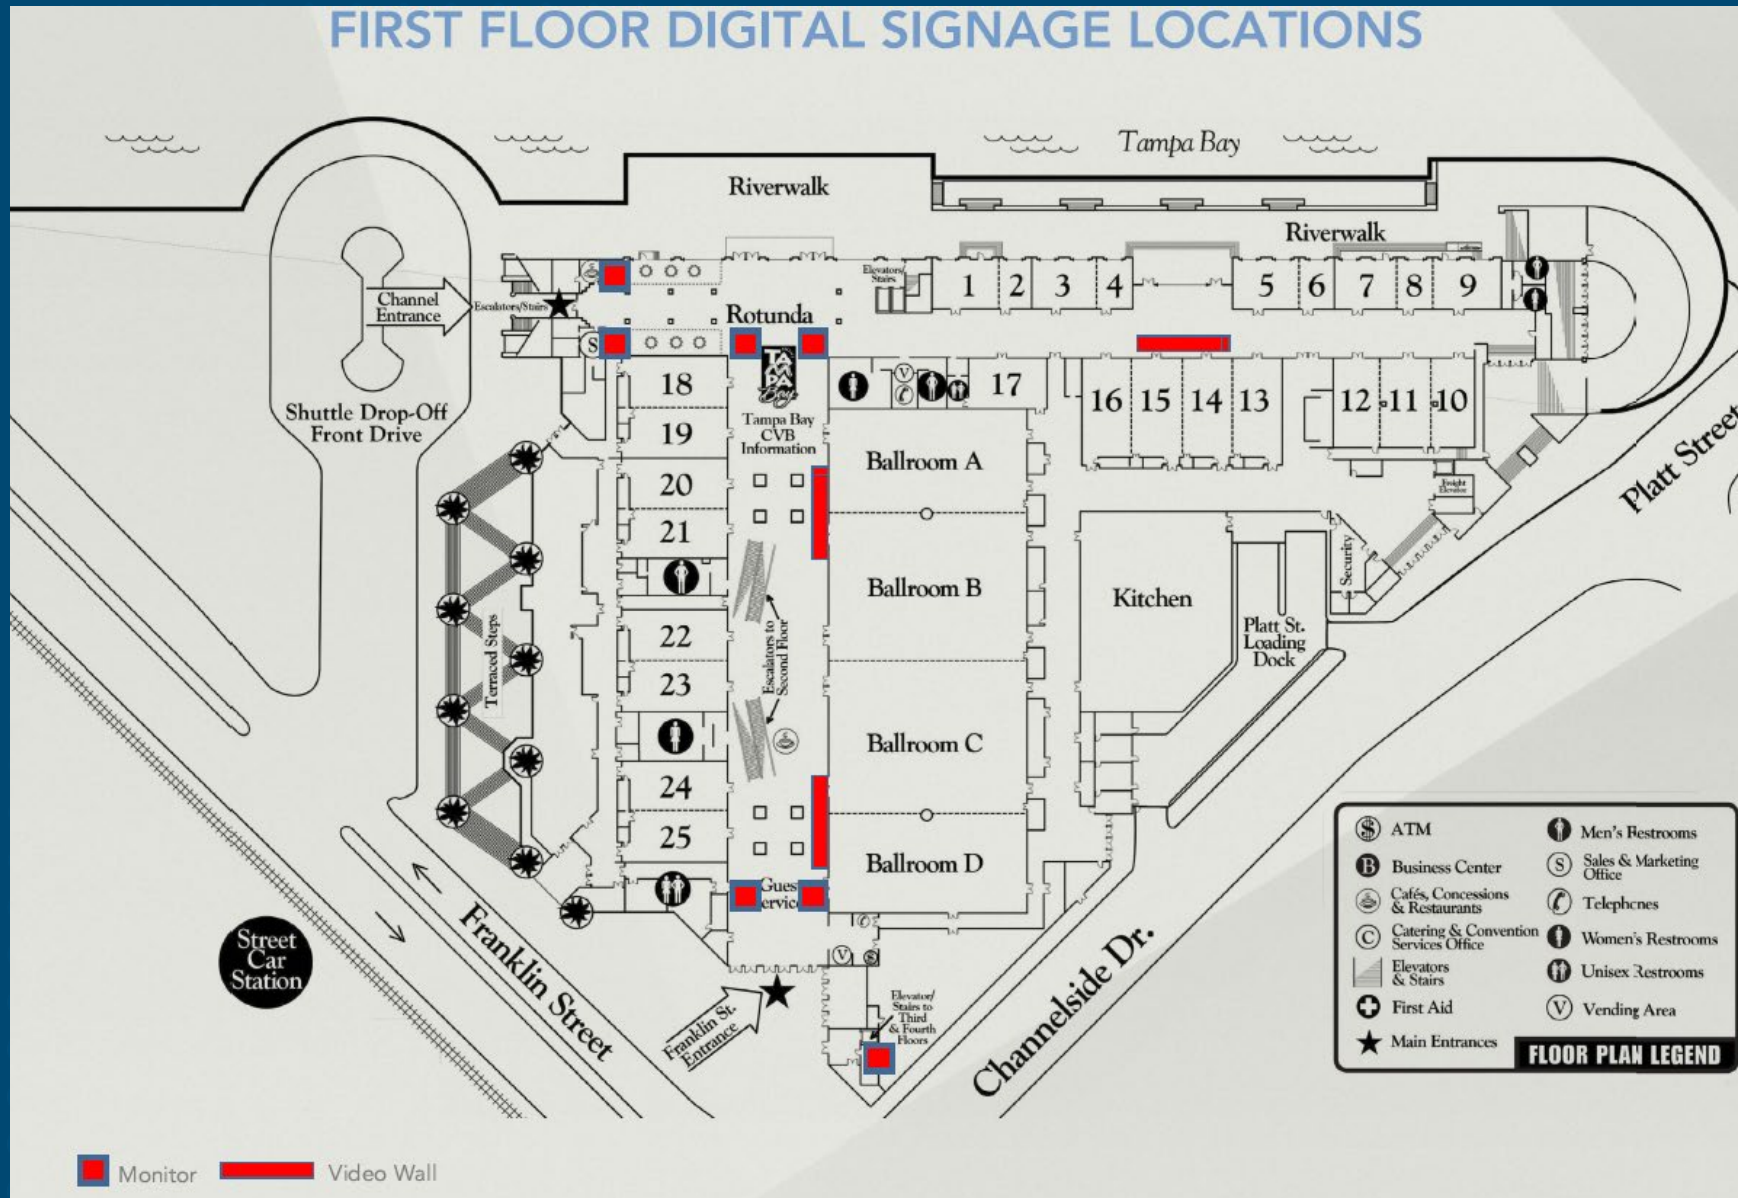 FIRST FLOOR DIGITAL SIGNAGE LOCATIONS
Tampa Bay
Riverwalk
Riverwalk
Channel
Entrance
Escalators/Stairs
Elevators/
Stairs
1
2
3
4
5
6
7
8
9
Rotunda
S
TAMPA
Bay
Tampa Bay
CVB
Information
Shuttle Drop-Off
Front Drive
18
19
20
21
22
23
24
25
V
17
16
15
14
13
12
11
10
Ballroom A
Ballroom B
Ballroom C
Ballroom D
Freight
Elevator
Security
Kitchen
Platt St.
Loading
Dock
Platt Street
Terraced Steps
Escalators to
Second Floor
Street
Car
Station
Franklin Street
Franklin St.
Entrance
V
Elevator/
Stairs to
Third
& Fourth
Floors
Channelside Dr.
$ ATM
B Business Center
Cafés, Concessions
& Restaurants
C Catering & Convention
Services Office
Elevators
& Stairs
First Aid
Main Entrances
Men's Restrooms
S Sales & Marketing
Office
Telephones
Women's Restrooms
Unisex Restrooms
V Vending Area
FLOOR PLAN LEGEND
Monitor
Video Wall